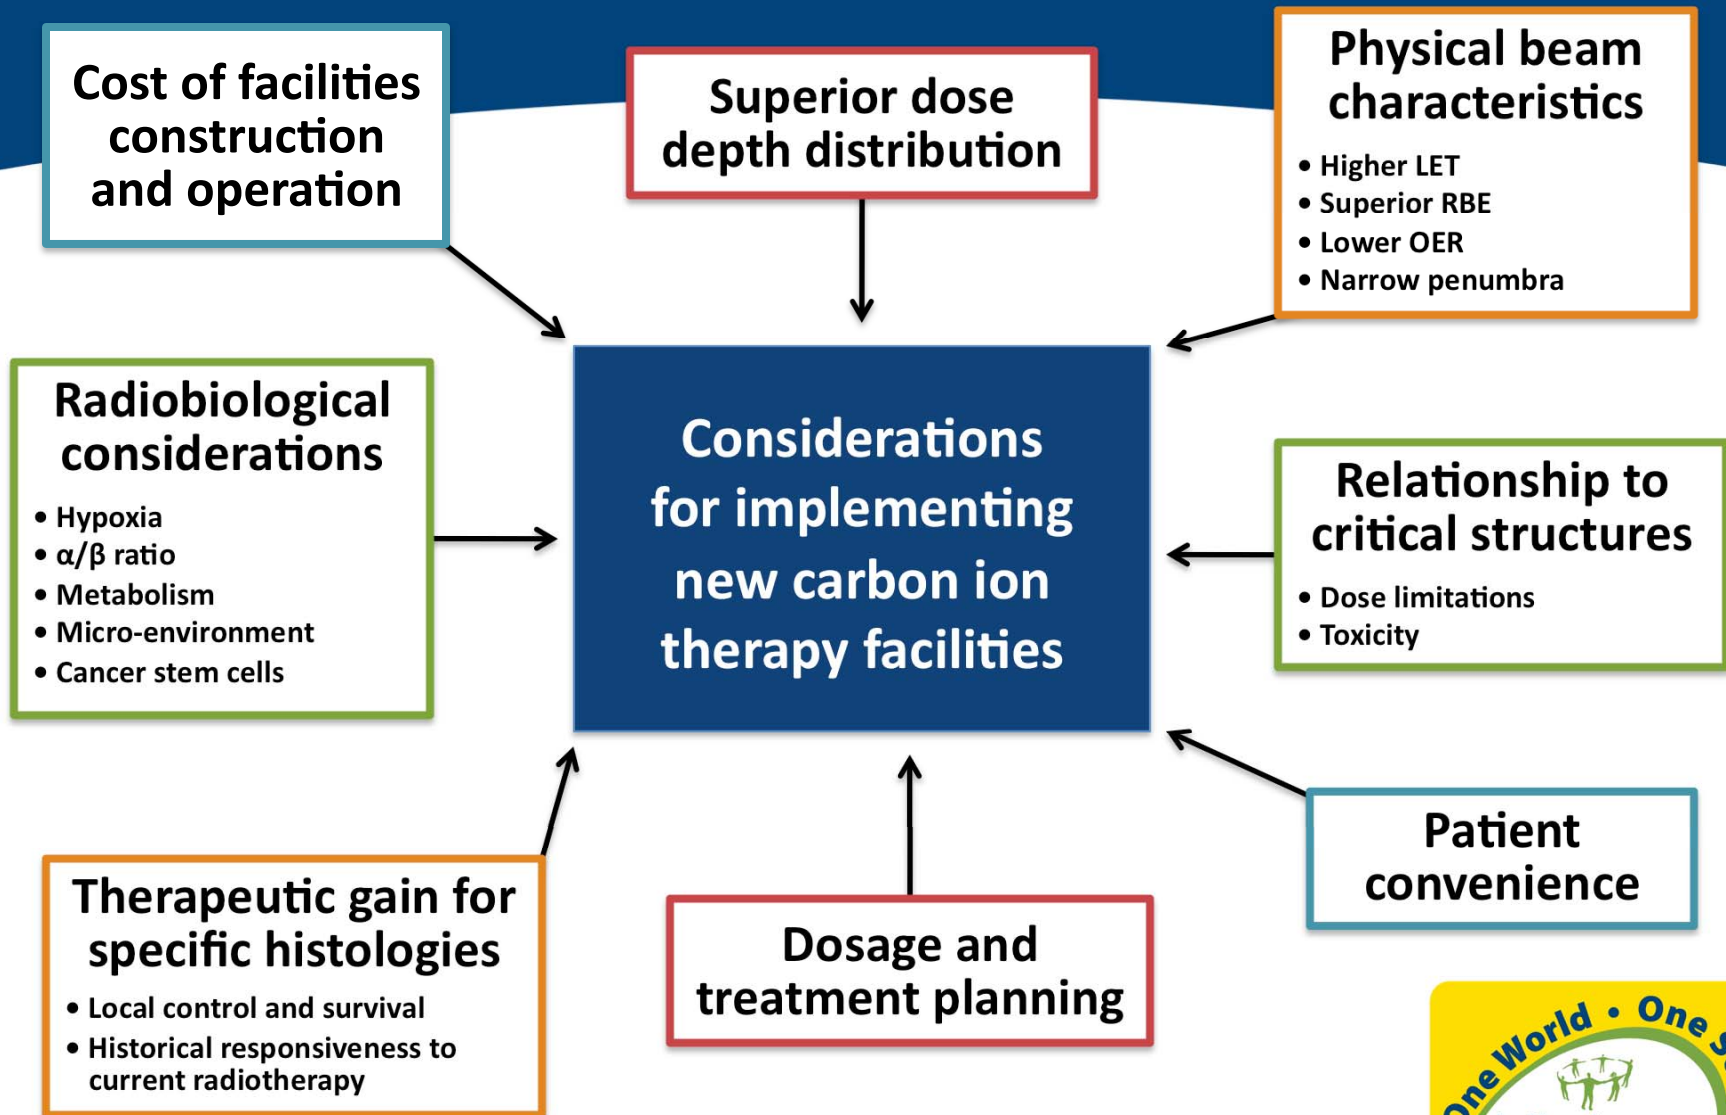 Cost of facilities
construction
and operation
Superior dose
depth distribution
Physical beam
characteristics
• Higher LET
• Superior RBE
• Lower OER
• Narrow penumbra
Radiobiological
considerations
• Hypoxia
• α/β ratio
• Metabolism
• Micro-environment
• Cancer stem cells
Considerations
for implementing
new carbon ion
therapy facilities
Relationship to
critical structures
• Dose limitations
• Toxicity
Therapeutic gain for
specific histologies
• Local control and survival
• Historical responsiveness to
current radiotherapy
Dosage and
treatment planning
Patient
convenience
One World • One